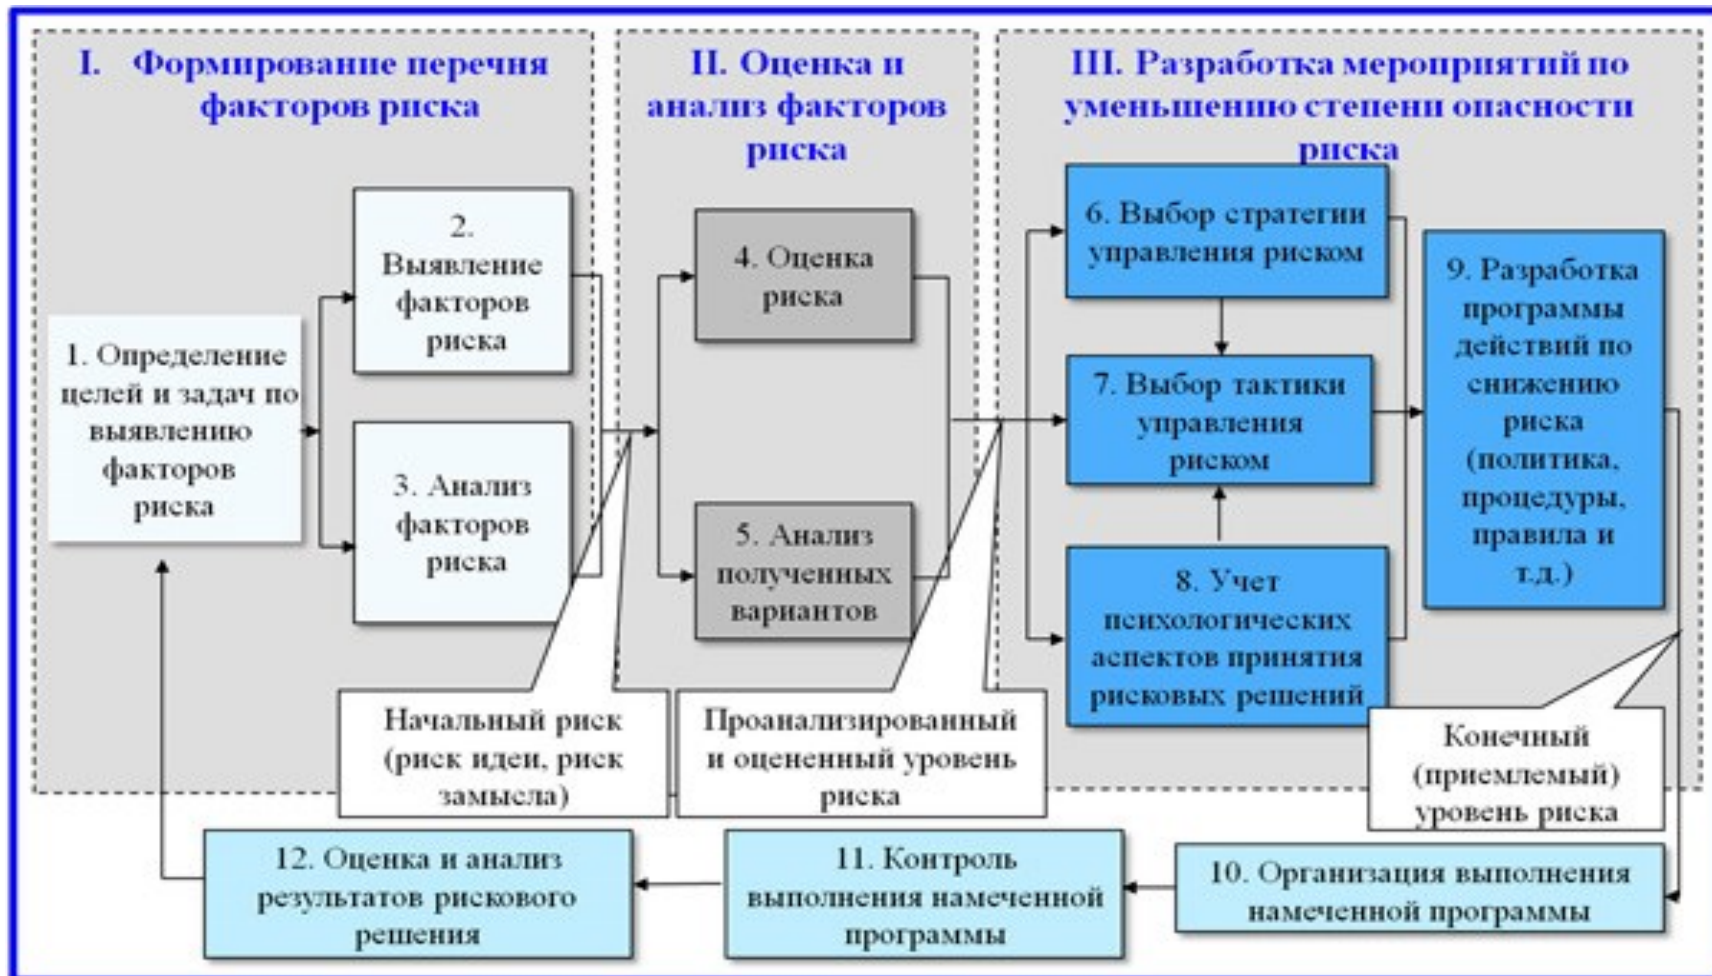 I. Формирование перечня
факторов риска
II. Оценка и
анализ факторов
риска
III. Разработка мероприятий по
уменьшению степени опасности
риска
1. Определение
целей и задач по
выявлению
факторов
риска
2.
Выявление
факторов
риска
3. Анализ
факторов
риска
4. Оценка
риска
5. Анализ
полученных
вариантов
6. Выбор стратегии
управления риском
7. Выбор тактики
управления
риском
8. Учет
психологических
аспектов принятия
рисковых решений
9. Разработка
программы
действий по
снижению
риска
(политика,
процедуры,
правила и
т.д.)
Начальный риск
(риск идеи, риск
замысла)
Проанализированный
и оцененный уровень
риска
Конечный
(приемлемый)
уровень риска
12. Оценка и анализ
результатов рискового
решения
11. Контроль
выполнения намеченной
программы
10. Организация выполнения
намеченной программы